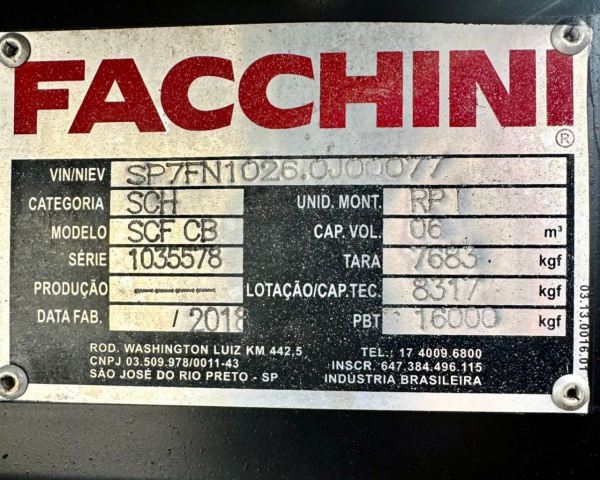 FACCHINI
®
VIN/NIEV SP7FN1026.0J00077
CATEGORIA SCH UNID. MONT. RP1
MODELO SCF CB CAP. VOL. 06 m³
SÉRIE 1035578 TARA 7683 kgf
PRODUÇÃO LOTAÇÃO/CAP.TEC. 8317 kgf
DATA FAB. / 2018 PBT 16000 kgf
ROD. WASHINGTON LUIZ KM 442,5 TEL.: 17 4009.6800
CNPJ 03.509.978/0011-43 INSCR. 647.384.496.115
SÃO JOSÉ DO RIO PRETO - SP INDÚSTRIA BRASILEIRA
03.13.0016.01